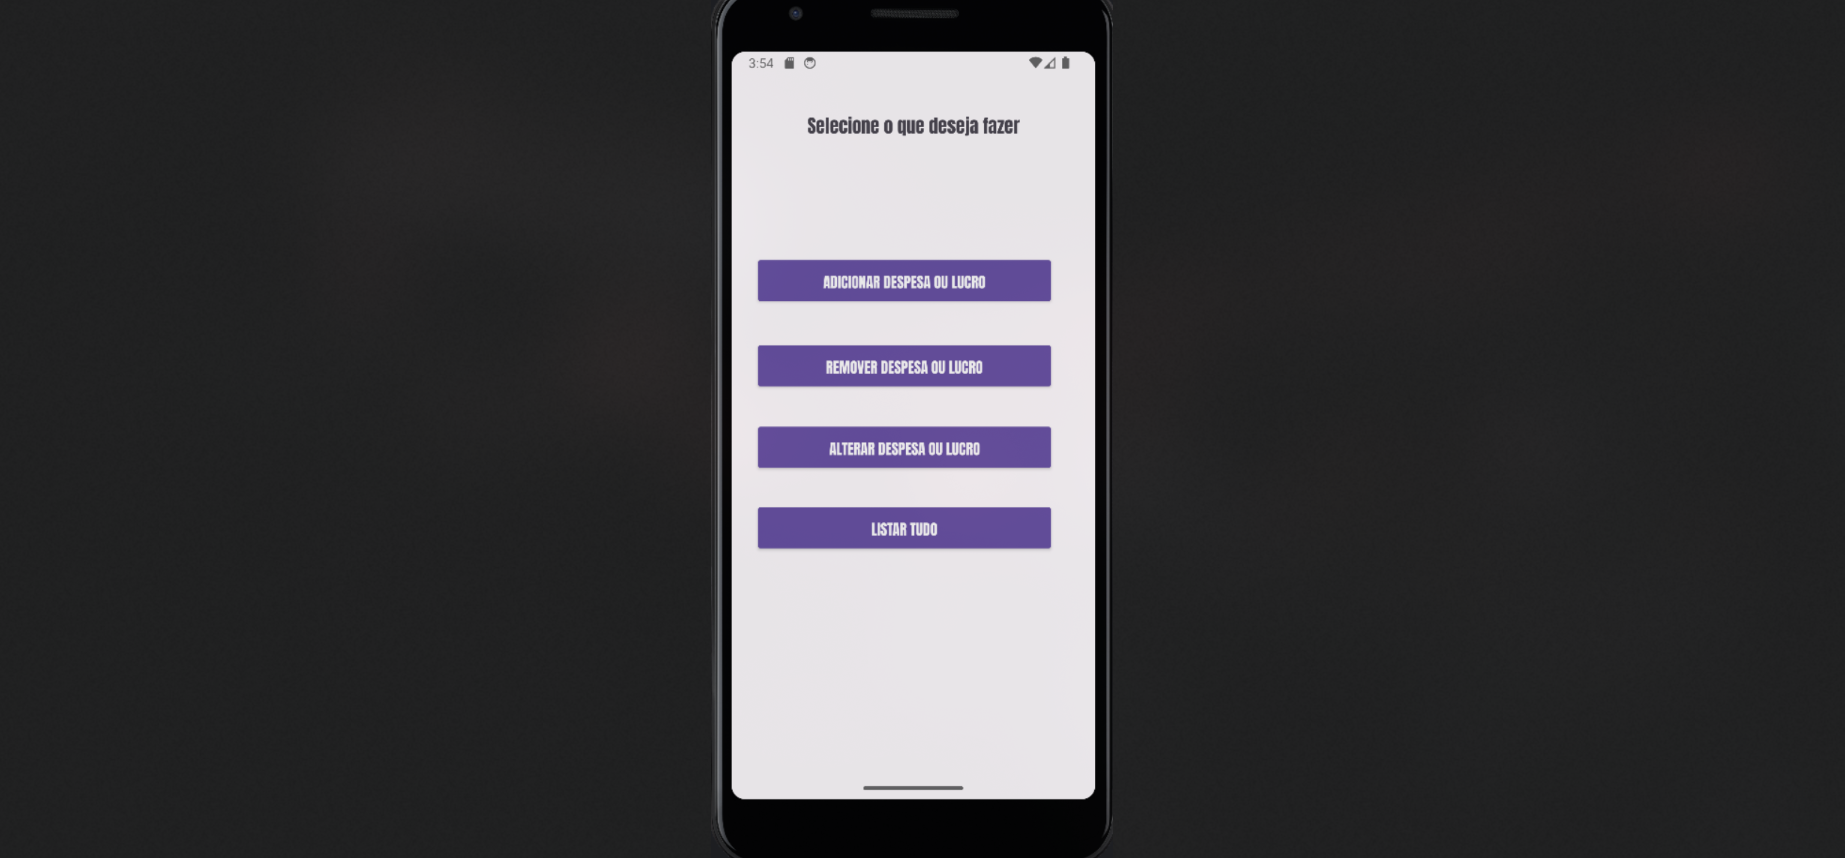 3:54
Selecione o que deseja fazer
ADICIONAR DESPESA OU LUCRO
REMOVER DESPESA OU LUCRO
ALTERAR DESPESA OU LUCRO
LISTAR TUDO